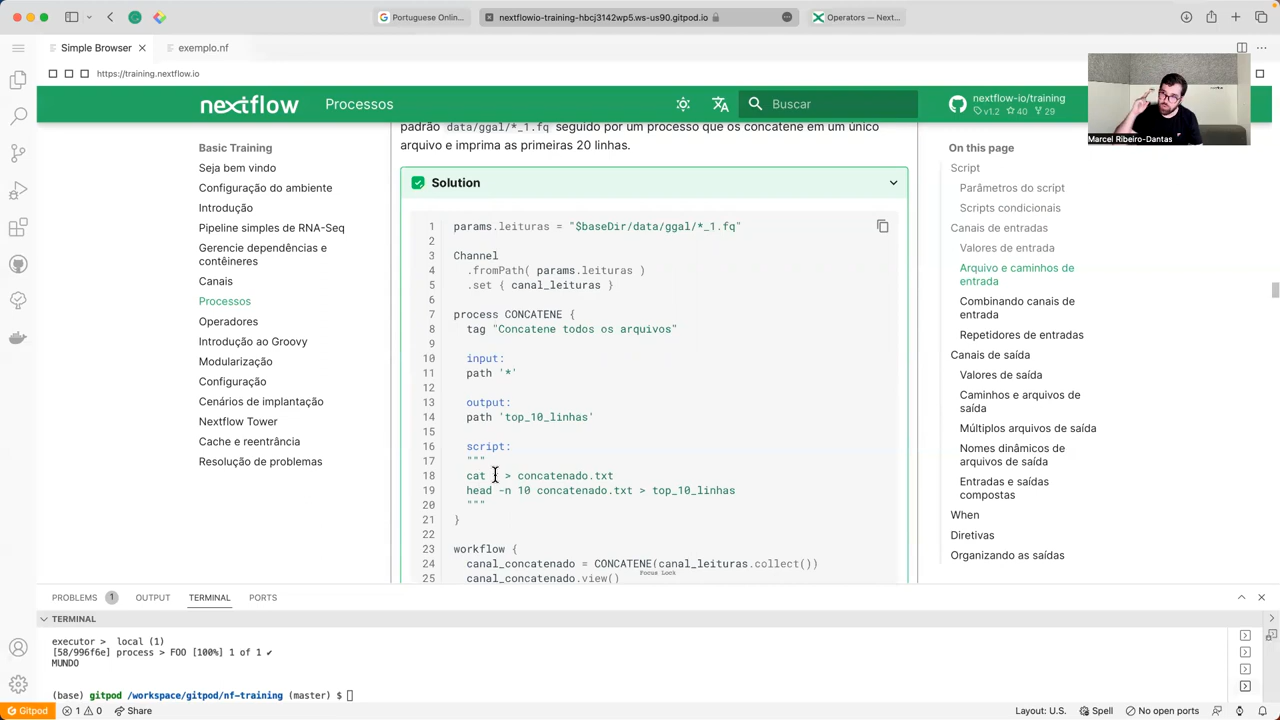 Portuguese Onlin...
nextflowio-training-hbcj3142wp5.ws-us90.gitpod.io
Operators — Next...
Simple Browser
exemplo.nf
https://training.nextflow.io
nextflow
Processos
Buscar
nextflow-io/training
v1.2 40 29
Marcel Ribeiro-Dantas
Basic Training
Seja bem vindo
Configuração do ambiente
Introdução
Pipeline simples de RNA-Seq
Gerencie dependências e
contêineres
Canais
Processos
Operadores
Introdução ao Groovy
Modularização
Configuração
Cenários de implantação
Nextflow Tower
Cache e reentrância
Resolução de problemas
padrão data/ggal/*_1.fq seguido por um processo que os concatene em um único
arquivo e imprima as primeiras 20 linhas.
Solution
1 params.leituras = "$baseDir/data/ggal/*_1.fq"
2
3 Channel
4 .fromPath( params.leituras )
5 .set { canal_leituras }
6
7 process CONCATENE {
8 tag "Concatene todos os arquivos"
9
10 input:
11 path '*'
12
13 output:
14 path 'top_10_linhas'
15
16 script:
17 """
18 cat > concatenado.txt
19 head -n 10 concatenado.txt > top_10_linhas
20 """
21 }
22
23 workflow {
24 canal_concatenado = CONCATENE(canal_leituras.collect())
Focus Lock
25 canal_concatenado.view()
On this page
Script
Parâmetros do script
Scripts condicionais
Canais de entradas
Valores de entrada
Arquivo e caminhos de
entrada
Combinando canais de
entrada
Repetidores de entradas
Canais de saída
Valores de saída
Caminhos e arquivos de
saída
Múltiplos arquivos de saída
Nomes dinâmicos de
arquivos de saída
Entradas e saídas
compostas
When
Diretivas
Organizando as saídas
PROBLEMS 1 OUTPUT TERMINAL PORTS
TERMINAL
executor > local (1)
[58/996f6e] process > FOO [100%] 1 of 1 ✔
MUNDO
(base) gitpod /workspace/gitpod/nf-training (master) $
Gitpod 1 0 Share Layout: U.S. Spell No open ports